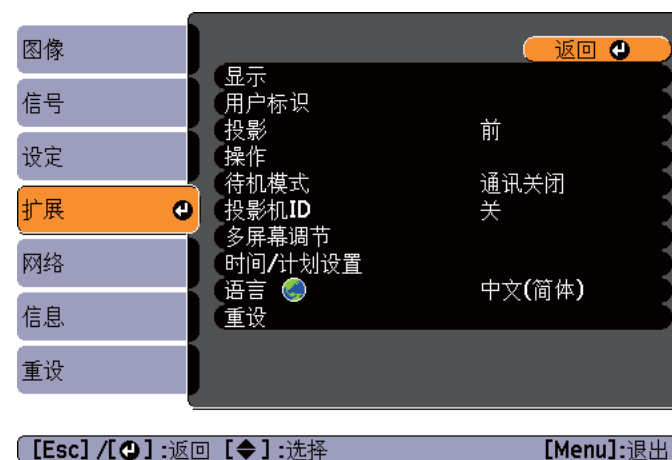 图像
信号
设定
扩展
网络
信息
重设
返回
显示
用户标识
投影 前
操作
待机模式 通讯关闭
投影机ID 关
多屏幕调节
时间/计划设置
语言 中文(简体)
重设
[Esc] /[ ] :返回 [ ] :选择 [Menu]:退出